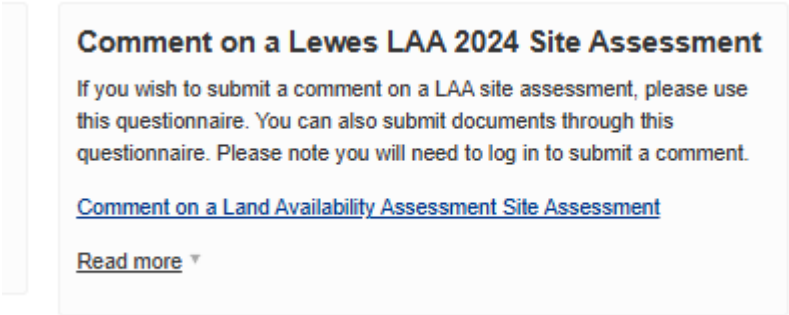 Comment on a Lewes LAA 2024 Site Assessment
If you wish to submit a comment on a LAA site assessment, please use
this questionnaire. You can also submit documents through this
questionnaire. Please note you will need to log in to submit a comment.
Comment on a Land Availability Assessment Site Assessment
Read more ▼